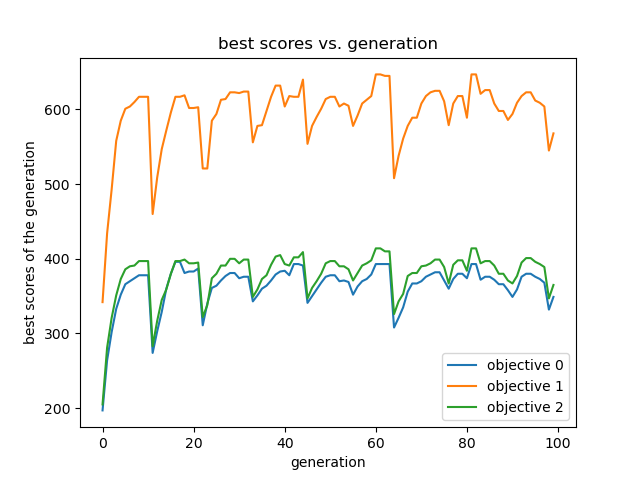 best scores vs. generation
best scores of the generation
600
500
400
300
200
0
20
40
60
80
100
generation
objective 0
objective 1
objective 2